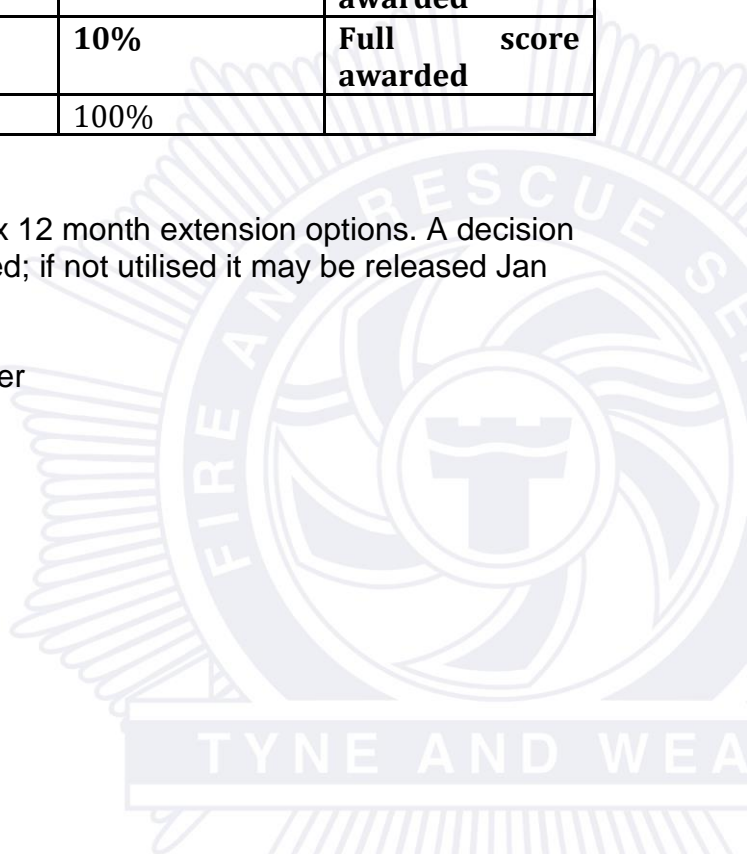 awarded
10% Full score
awarded
100%
x 12 month extension options. A decision
ed; if not utilised it may be released Jan
er
FIRE AND RESCUE SE
TYNE AND WEA